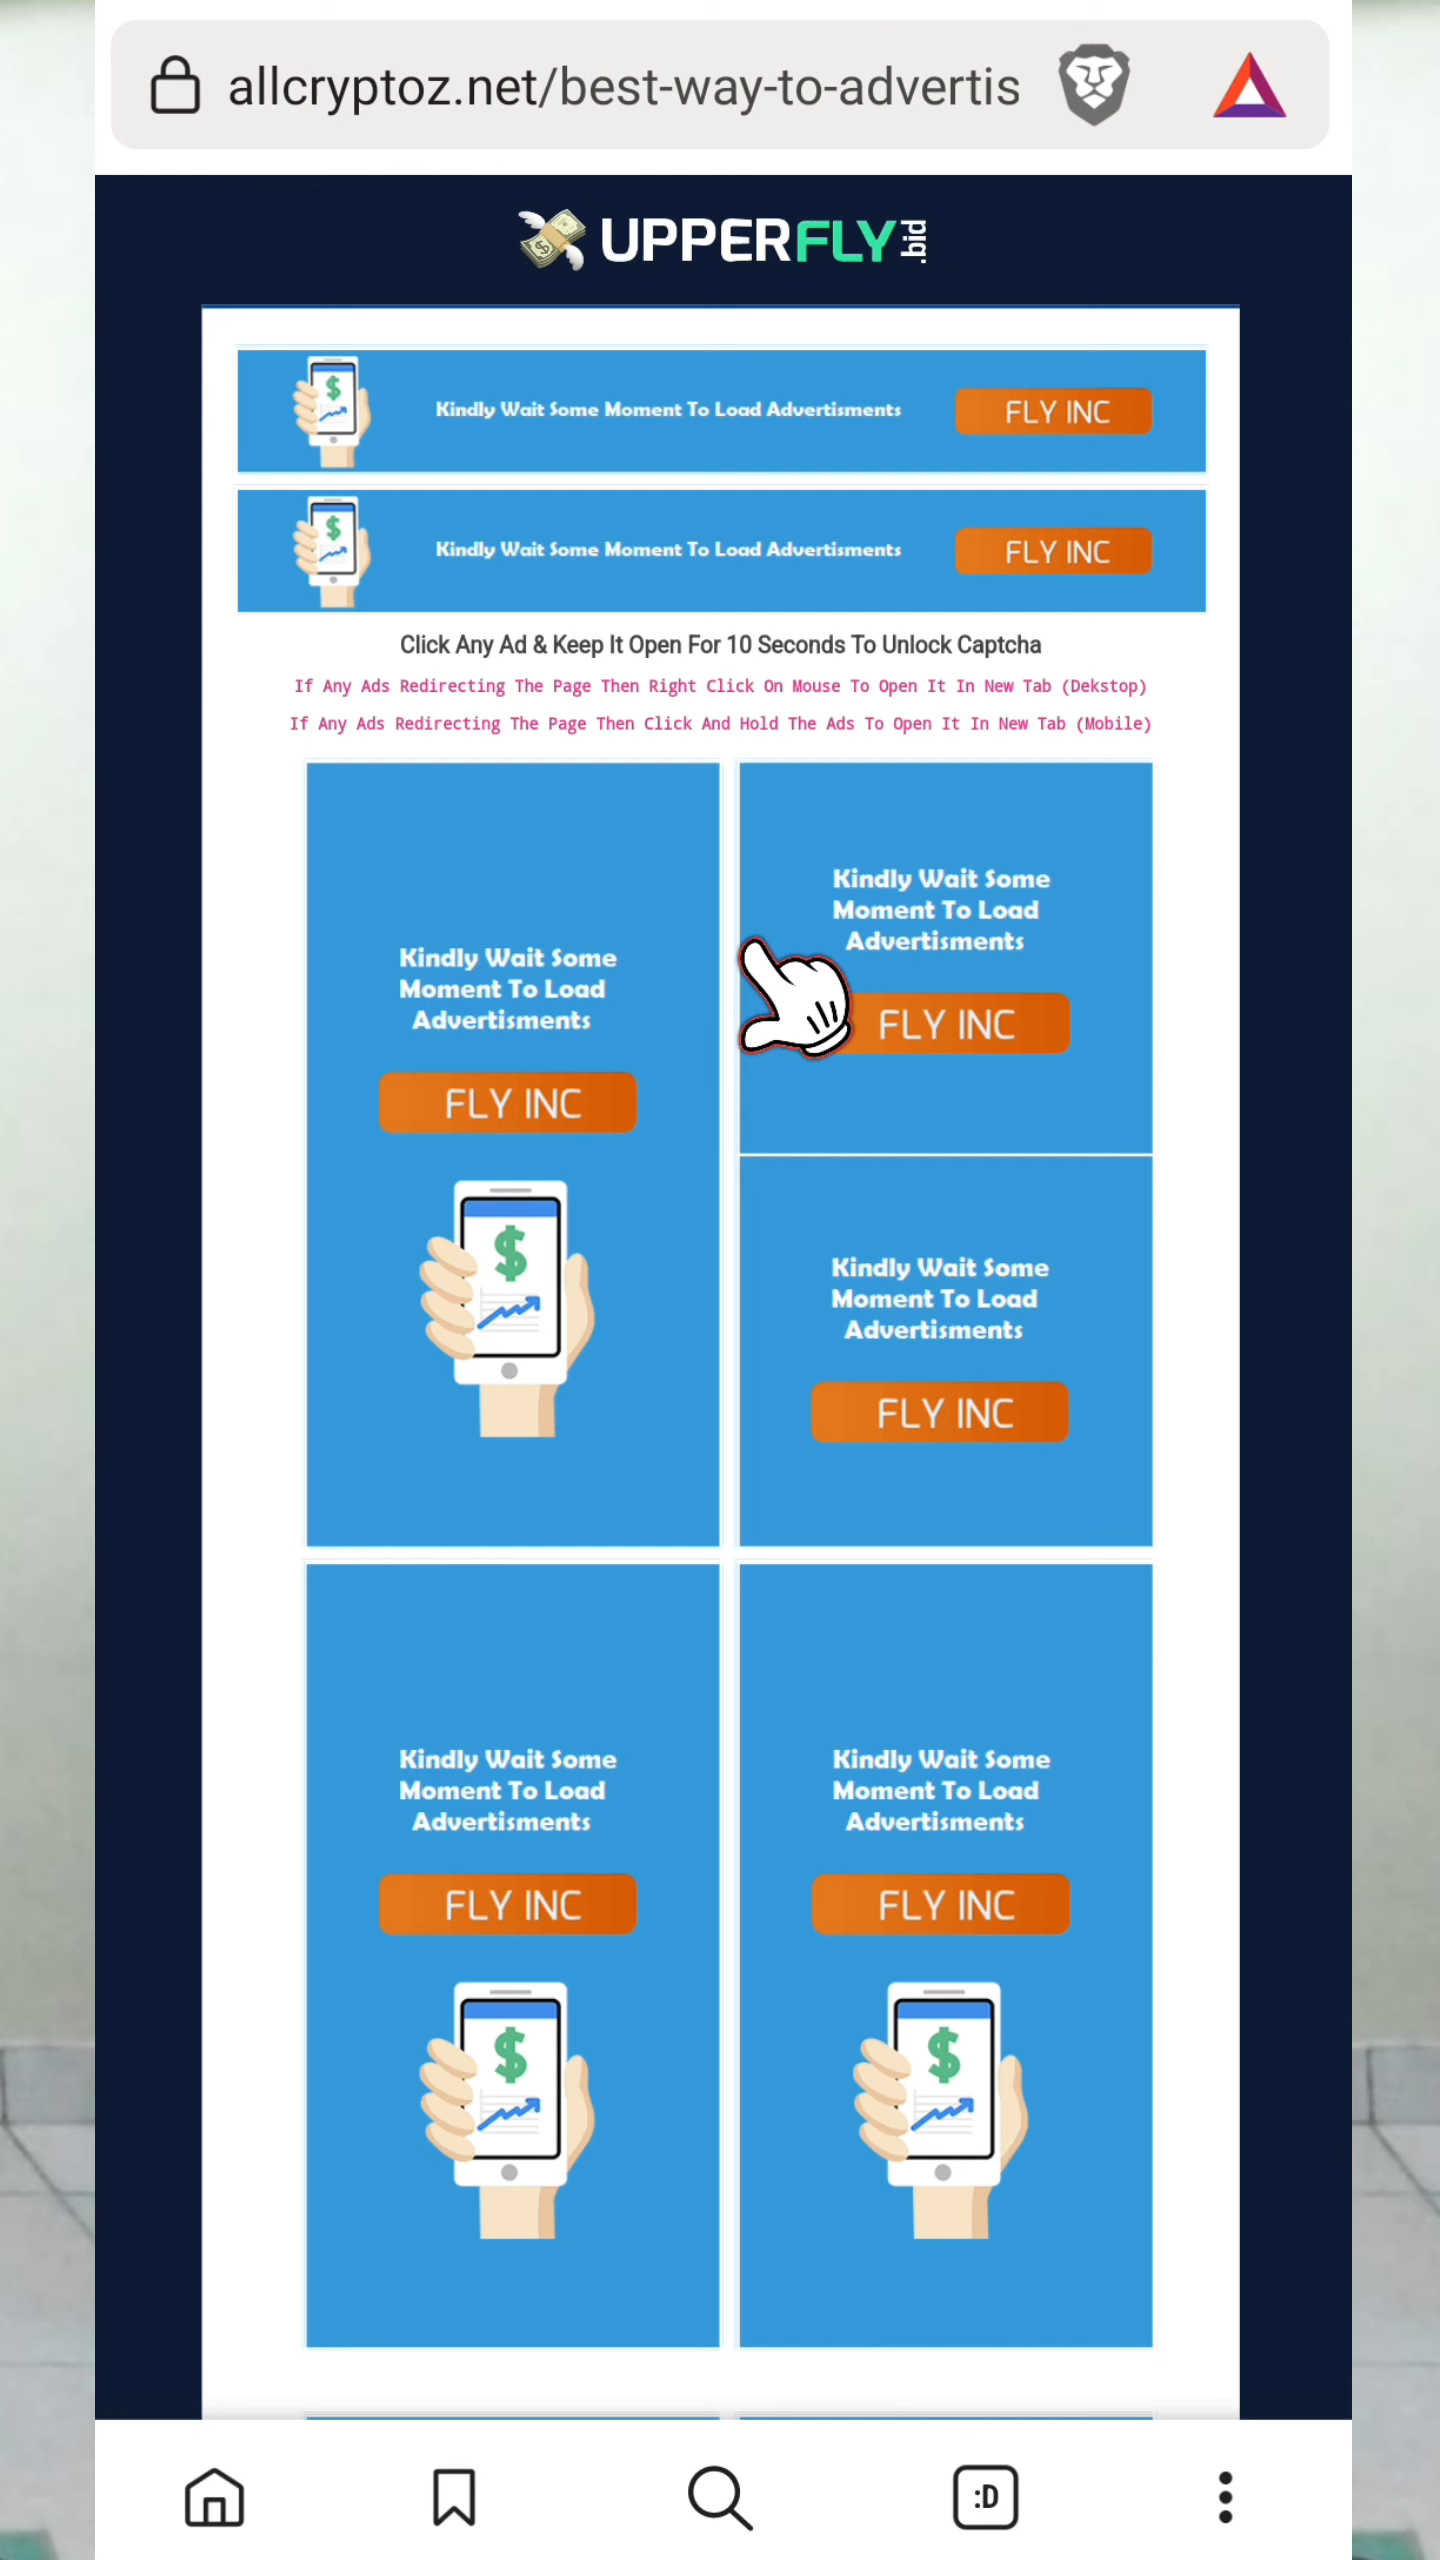 allcryptoz.net/best-way-to-advertis
UPPERFLY.bid
Kindly Wait Some Moment To Load Advertisments
FLY INC
Kindly Wait Some Moment To Load Advertisments
FLY INC
Click Any Ad & Keep It Open For 10 Seconds To Unlock Captcha
If Any Ads Redirecting The Page Then Right Click On Mouse To Open It In New Tab (Dekstop)
If Any Ads Redirecting The Page Then Click And Hold The Ads To Open It In New Tab (Mobile)
Kindly Wait Some
Moment To Load
Advertisments
FLY INC
$
Kindly Wait Some
Moment To Load
Advertisments
FLY INC
Kindly Wait Some
Moment To Load
Advertisments
FLY INC
Kindly Wait Some
Moment To Load
Advertisments
FLY INC
$
Kindly Wait Some
Moment To Load
Advertisments
FLY INC
$
:D